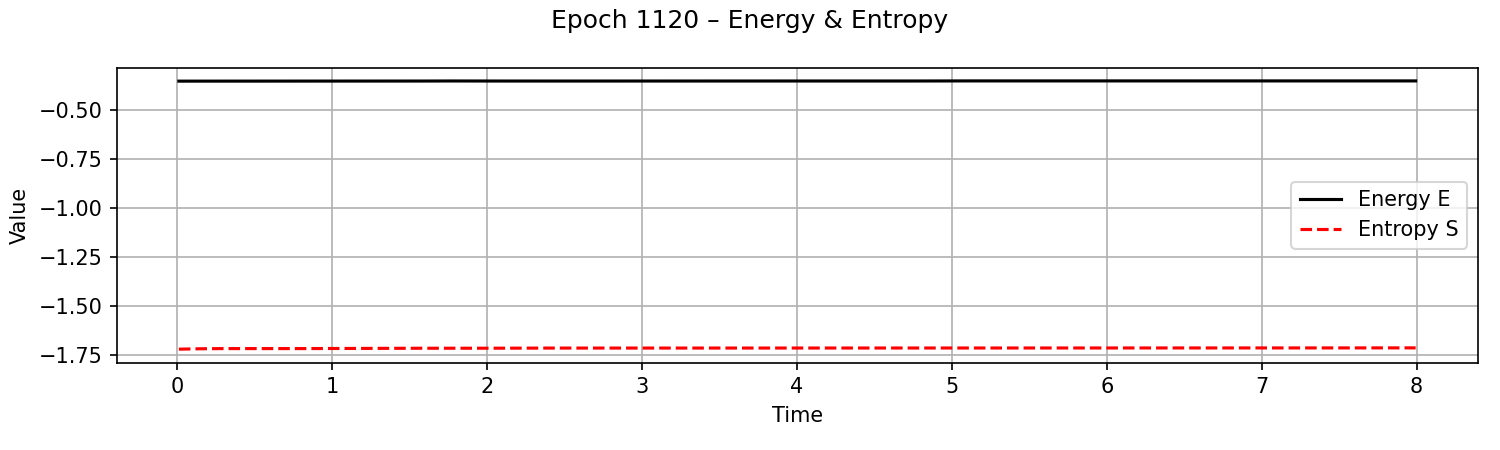 Epoch 1120 – Energy & Entropy
Value
−0.50
−0.75
−1.00
−1.25
−1.50
−1.75
Energy E
Entropy S
0 1 2 3 4 5 6 7 8
Time